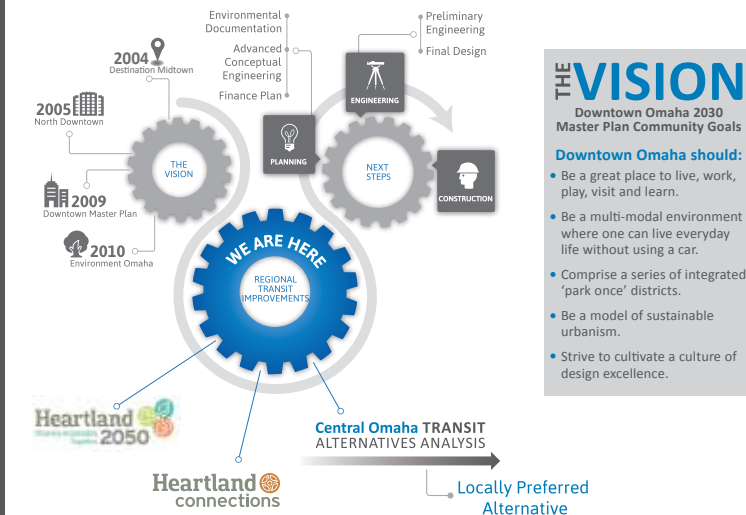 2004
Destination Midtown
2005
North Downtown
2009
Downtown Master Plan
2010
Environment Omaha
THE
VISION
Environmental
Documentation
Advanced
Conceptual
Engineering
Finance Plan
Preliminary
Engineering
Final Design
ENGINEERING
PLANNING
NEXT
STEPS
CONSTRUCTION
WE ARE HERE
REGIONAL
TRANSIT
IMPROVEMENTS
Heartland
2050
Heartland
connections
Central Omaha TRANSIT
ALTERNATIVES ANALYSIS
Locally Preferred
Alternative
THE VISION
Downtown Omaha 2030
Master Plan Community Goals
Downtown Omaha should:
• Be a great place to live, work,
play, visit and learn.
• Be a multi-modal environment
where one can live everyday
life without using a car.
• Comprise a series of integrated
'park once' districts.
• Be a model of sustainable
urbanism.
• Strive to cultivate a culture of
design excellence.